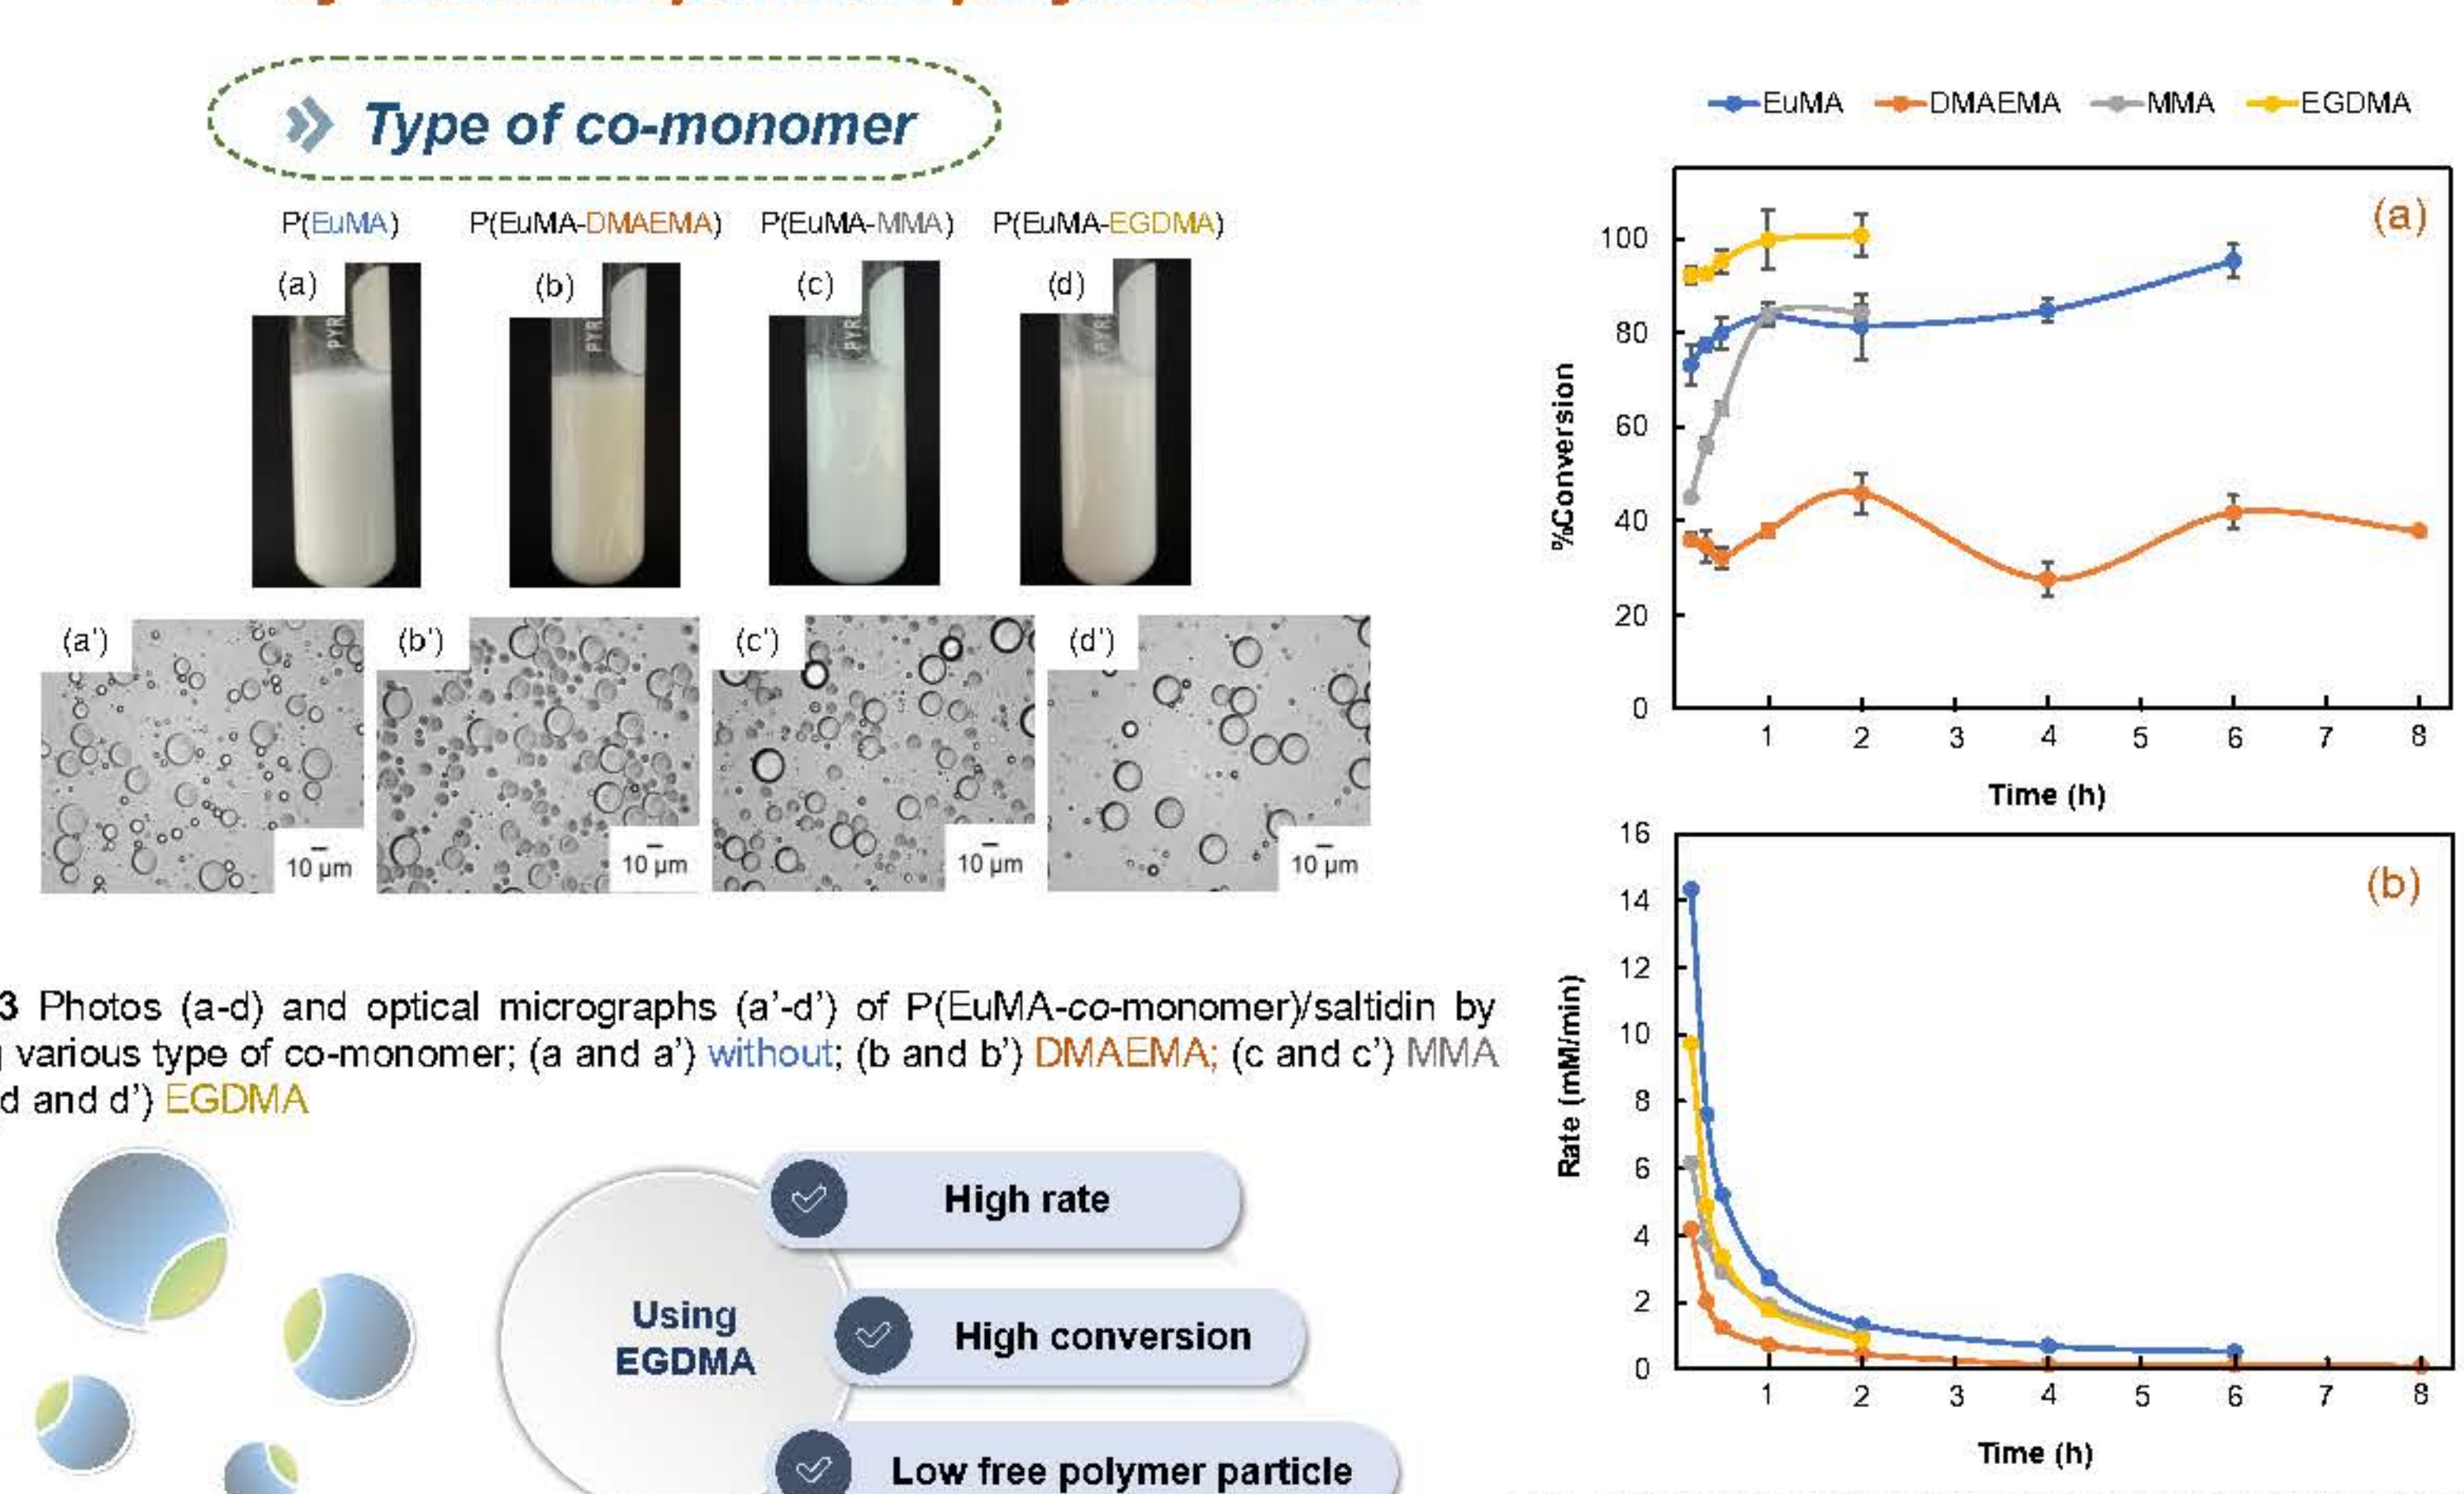 Type of co-monomer
P(EuMA) P(EuMA-DMAEMA) P(EuMA-MMA) P(EuMA-EGDMA)
(a) (b) (c) (d)
PYR PYR PYR PYR
(a') (b') (c') (d')
10 µm 10 µm 10 µm 10 µm
3 Photos (a-d) and optical micrographs (a'-d') of P(EuMA-co-monomer)/saltidin by
various type of co-monomer; (a and a') without; (b and b') DMAEMA; (c and c') MMA
d and d') EGDMA
Using
EGDMA
High rate
High conversion
Low free polymer particle
EuMA DMAEMA MMA EGDMA
(a)
%Conversion
100
80
60
40
20
0
1 2 3 4 5 6 7 8
Time (h)
(b)
Rate (mM/min)
16
14
12
10
8
6
4
2
0
1 2 3 4 5 6 7 8
Time (h)